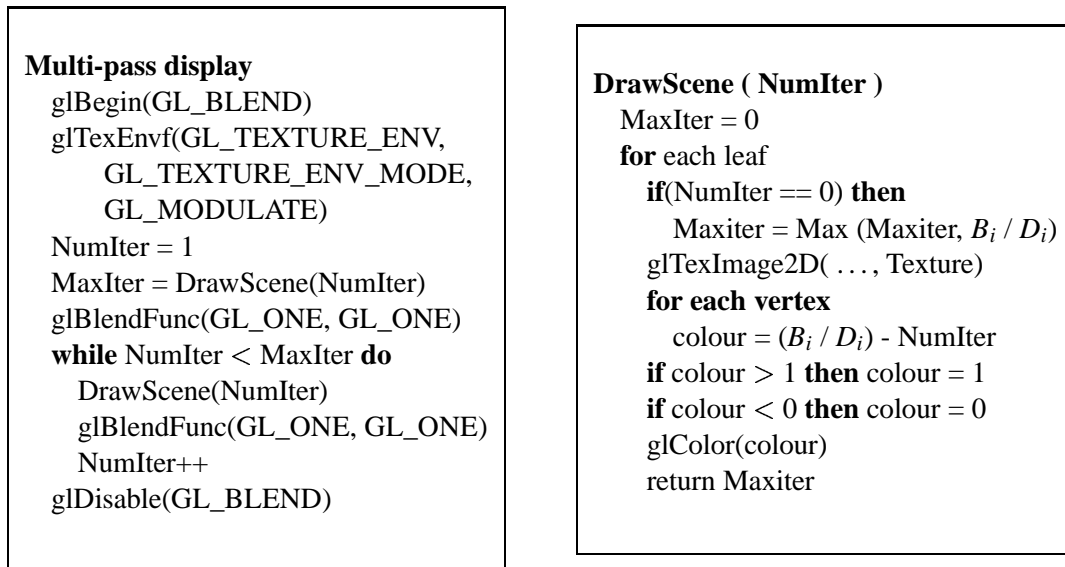 Multi-pass display
glBegin(GL_BLEND)
glTexEnvf(GL_TEXTURE_ENV,
GL_TEXTURE_ENV_MODE,
GL_MODULATE)
NumIter = 1
MaxIter = DrawScene(NumIter)
glBlendFunc(GL_ONE, GL_ONE)
while NumIter < MaxIter do
DrawScene(NumIter)
glBlendFunc(GL_ONE, GL_ONE)
NumIter++
glDisable(GL_BLEND)
DrawScene ( NumIter )
MaxIter = 0
for each leaf
if(NumIter == 0) then
Maxiter = Max (Maxiter, B_i / D_i)
glTexImage2D( ..., Texture)
for each vertex
colour = (B_i / D_i) - NumIter
if colour > 1 then colour = 1
if colour < 0 then colour = 0
glColor(colour)
return Maxiter